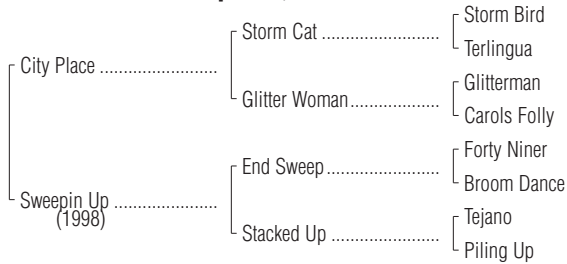 Storm Bird
Storm Cat ........................
Terlingua
City Place ........................
Glitterman
Glitter Woman..................
Carols Folly
Forty Niner
End Sweep......................
Broom Dance
Sweepin Up .....................
(1998)
Tejano
Stacked Up ......................
Piling Up